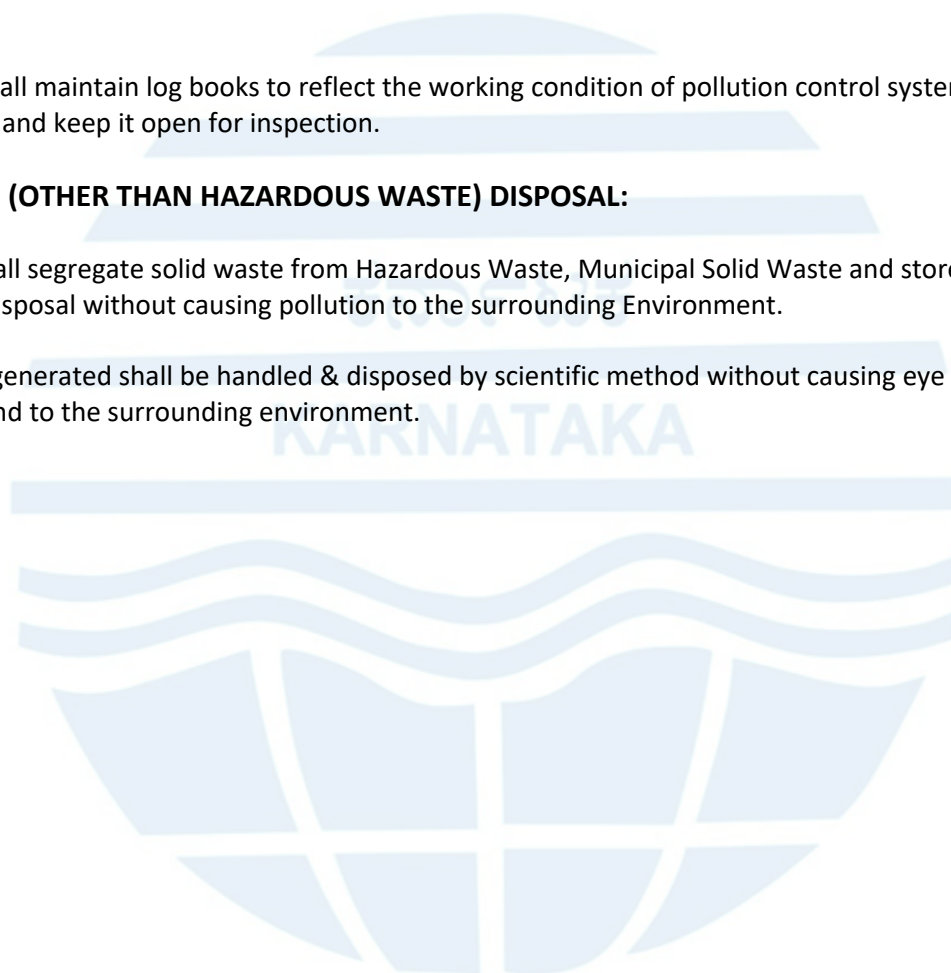 all maintain log books to reflect the working condition of pollution control system
and keep it open for inspection.
(OTHER THAN HAZARDOUS WASTE) DISPOSAL:
all segregate solid waste from Hazardous Waste, Municipal Solid Waste and store
sposal without causing pollution to the surrounding Environment.
generated shall be handled & disposed by scientific method without causing eye
nd to the surrounding environment.
KARNATAKA